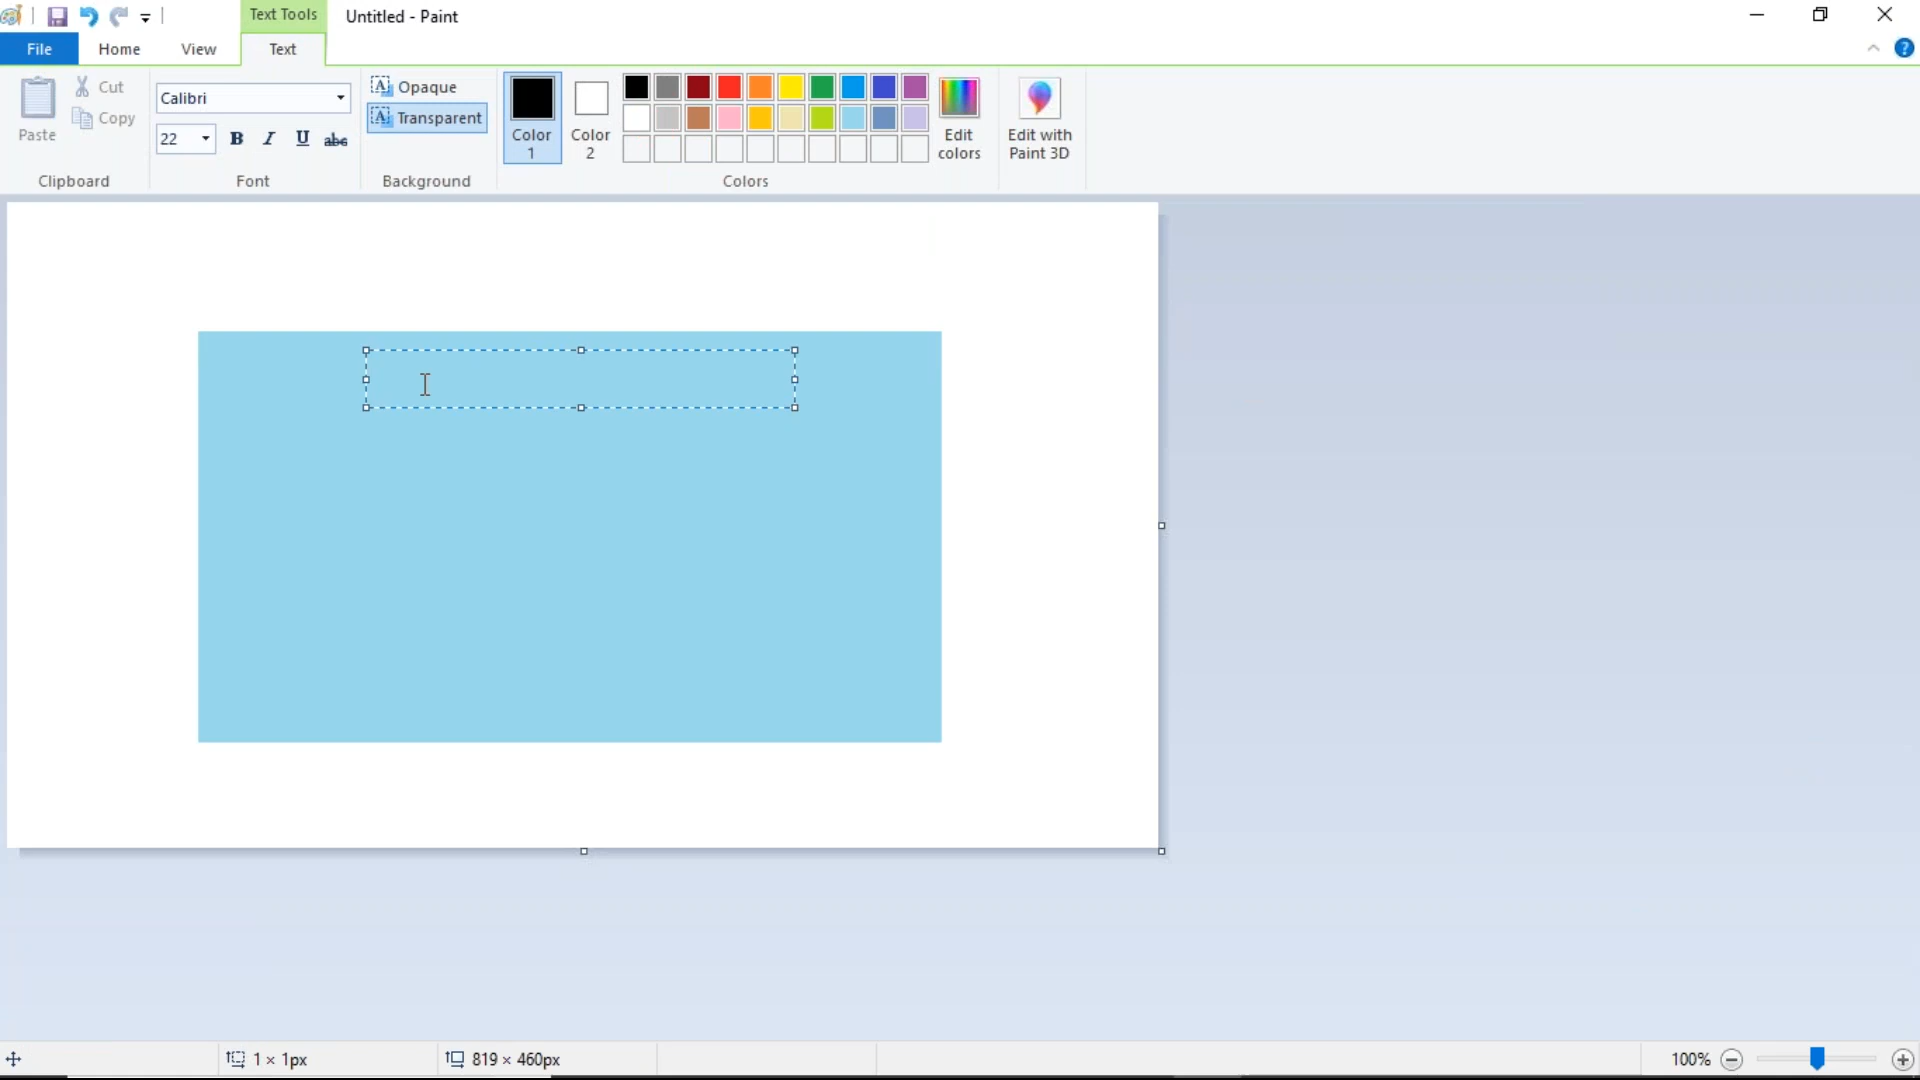 Text Tools
Untitled - Paint
File
Home
View
Text
Paste
Cut
Copy
Clipboard
Calibri
22
B
I
U
abc
Font
Opaque
Transparent
Background
Color 1
Color 2
Edit colors
Colors
Edit with Paint 3D
1 × 1px
819 × 460px
100%